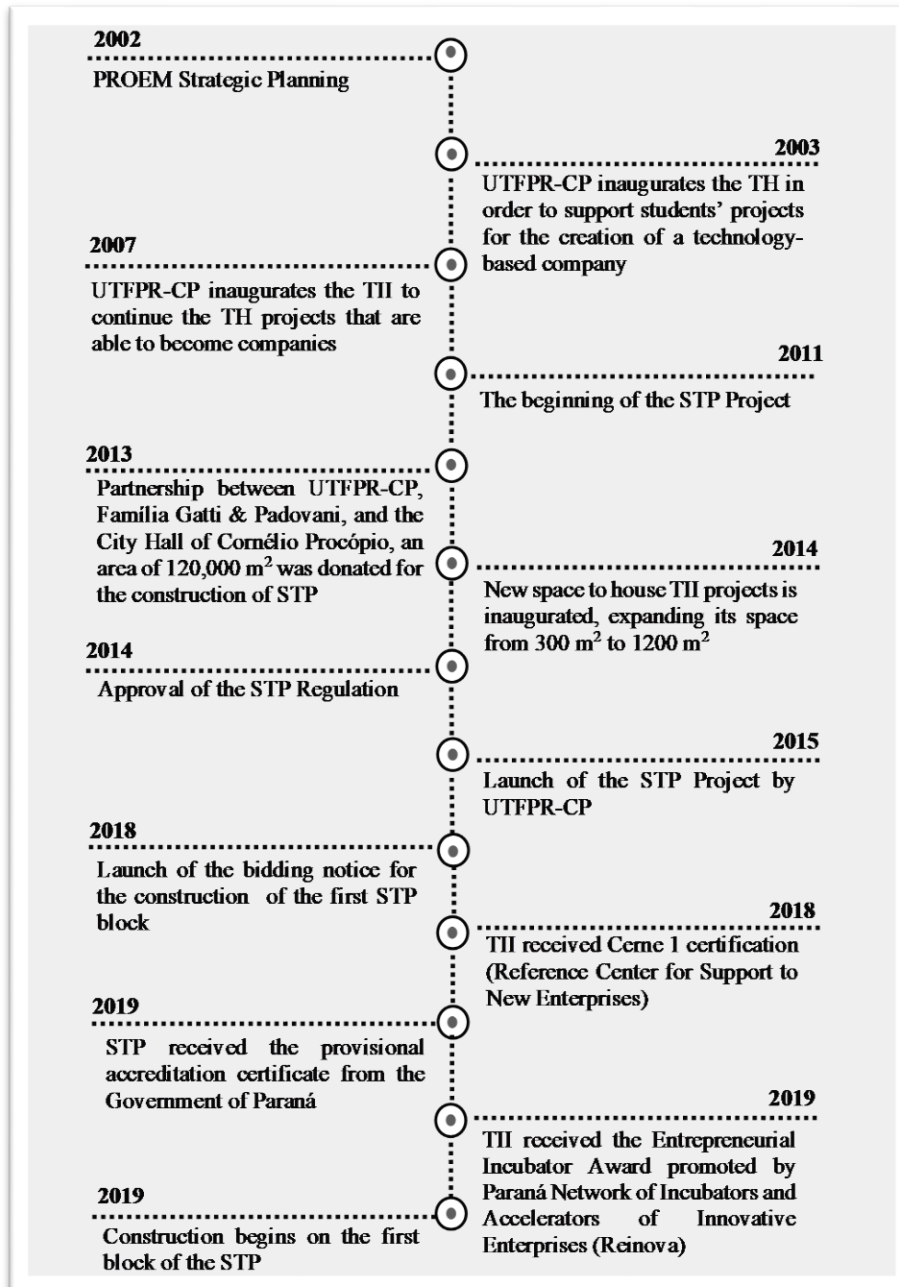 2002
PROEM Strategic Planning
2003
UTFPR-CP inaugurates the TH in
order to support students' projects
for the creation of a technology-
based company
2007
UTFPR-CP inaugurates the TII to
continue the TH projects that are
able to become companies
2011
The beginning of the STP Project
2013
Partnership between UTFPR-CP,
Família Gatti & Padovani, and the
City Hall of Cornélio Procópio, an
area of 120,000 m² was donated for
the construction of STP
2014
New space to house TII projects is
inaugurated, expanding its space
from 300 m² to 1200 m²
2014
Approval of the STP Regulation
2015
Launch of the STP Project by
UTFPR-CP
2018
Launch of the bidding notice for
the construction of the first STP
block
2018
TII received Cerne 1 certification
(Reference Center for Support to
New Enterprises)
2019
STP received the provisional
accreditation certificate from the
Government of Paraná
2019
TII received the Entrepreneurial
Incubator Award promoted by
Paraná Network of Incubators and
Accelerators of Innovative
Enterprises (Reinova)
2019
Construction begins on the first
block of the STP